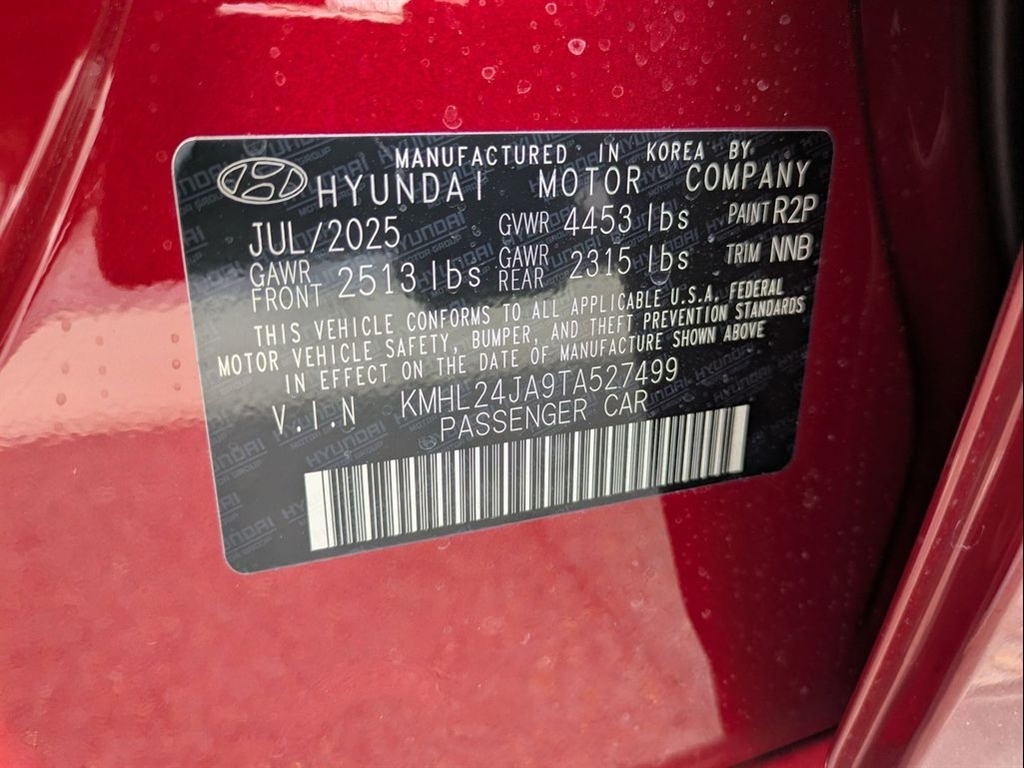 MANUFACTURED IN KOREA BY
HYUNDAI MOTOR COMPANY
JUL/2025 GVWR 4453 lbs PAINT R2P
GAWR FRONT 2513 lbs GAWR REAR 2315 lbs TRIM NNB
THIS VEHICLE CONFORMS TO ALL APPLICABLE U.S.A. FEDERAL
MOTOR VEHICLE SAFETY, BUMPER, AND THEFT PREVENTION STANDARDS
IN EFFECT ON THE DATE OF MANUFACTURE SHOWN ABOVE
V.I.N KMHL24JA9TA527499
PASSENGER CAR